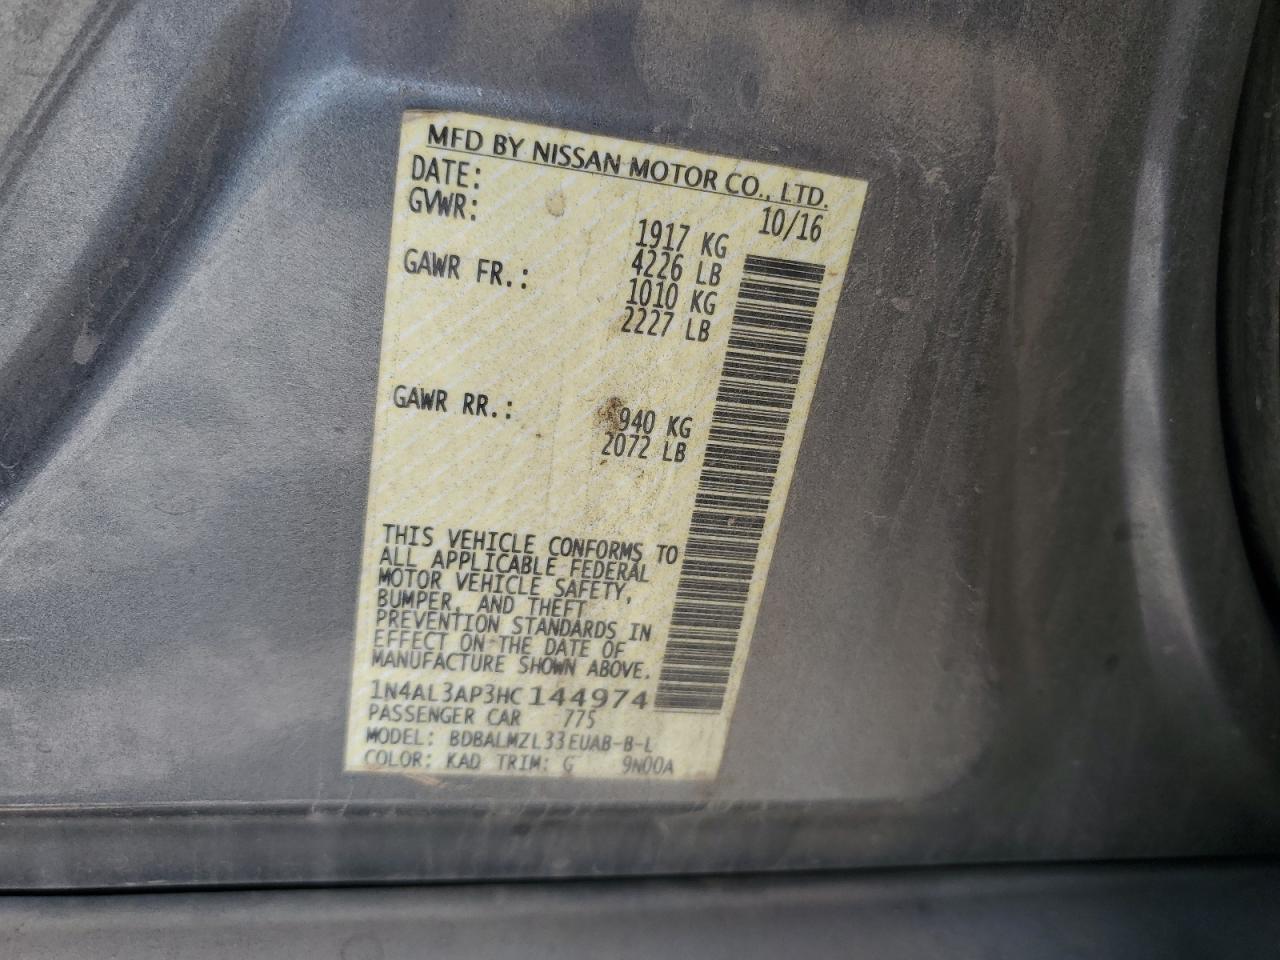 MFD BY NISSAN MOTOR CO., LTD.
DATE: 10/16
GVWR: 1917 KG
4226 LB
GAWR FR.: 1010 KG
2227 LB
GAWR RR.: 940 KG
2072 LB
THIS VEHICLE CONFORMS TO
ALL APPLICABLE FEDERAL
MOTOR VEHICLE SAFETY,
BUMPER, AND THEFT
PREVENTION STANDARDS IN
EFFECT ON THE DATE OF
MANUFACTURE SHOWN ABOVE.
1N4AL3AP3HC144974
PASSENGER CAR 775
MODEL: BDBALMZL33EUAB-B-L
COLOR: KAD TRIM: G 9N00A